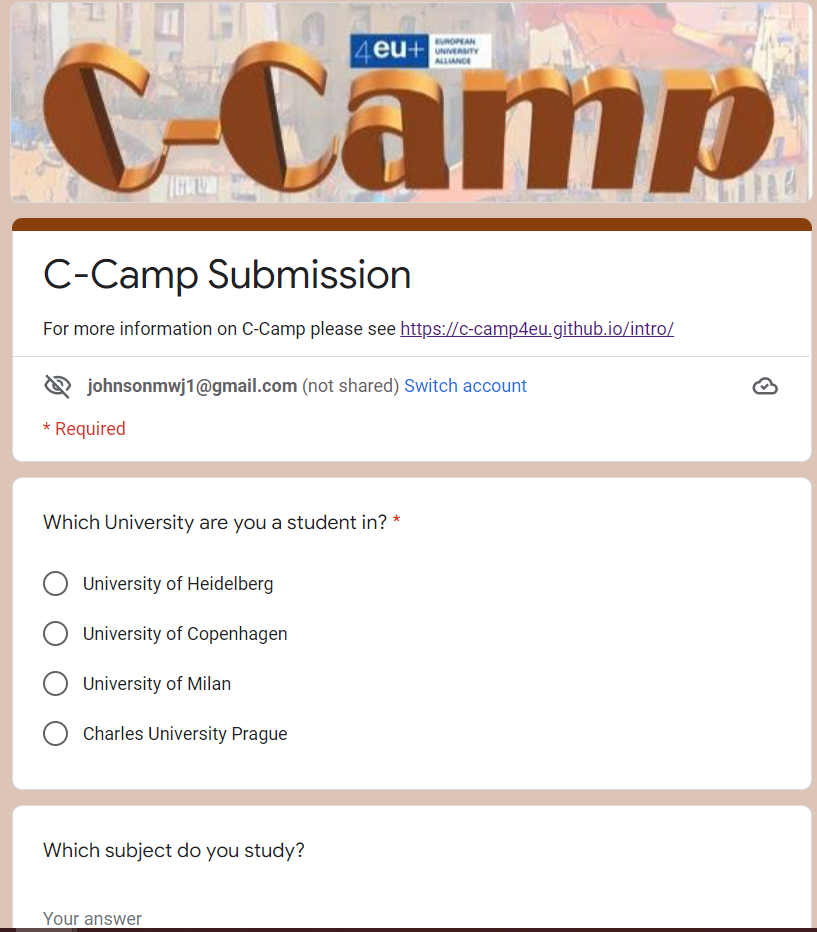 4eu+ EUROPEAN
UNIVERSITY
ALLIANCE
C-Camp
C-Camp Submission
For more information on C-Camp please see https://c-camp4eu.github.io/intro/
johnsonmwj1@gmail.com (not shared) Switch account
* Required
Which University are you a student in? *
University of Heidelberg
University of Copenhagen
University of Milan
Charles University Prague
Which subject do you study?
Your answer